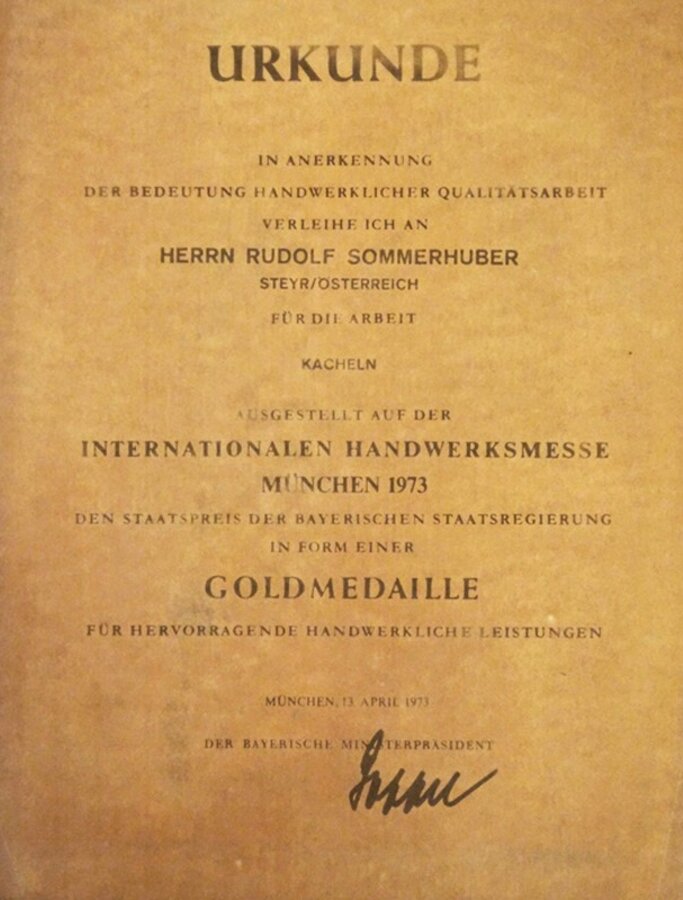 URKUNDE
IN ANERKENNUNG
DER BEDEUTUNG HANDWERKLICHER QUALITÄTSARBEIT
VERLEIHE ICH AN
HERRN RUDOLF SOMMERHUBER
STEYR/ÖSTERREICH
FÜR DIE ARBEIT
KACHELN
AUSGESTELLT AUF DER
INTERNATIONALEN HANDWERKSMESSE
MÜNCHEN 1973
DEN STAATSPREIS DER BAYERISCHEN STAATSREGIERUNG
IN FORM EINER
GOLDMEDAILLE
FÜR HERVORRAGENDE HANDWERKLICHE LEISTUNGEN
MÜNCHEN, 13. APRIL 1973
DER BAYERISCHE MINISTERPRÄSIDENT